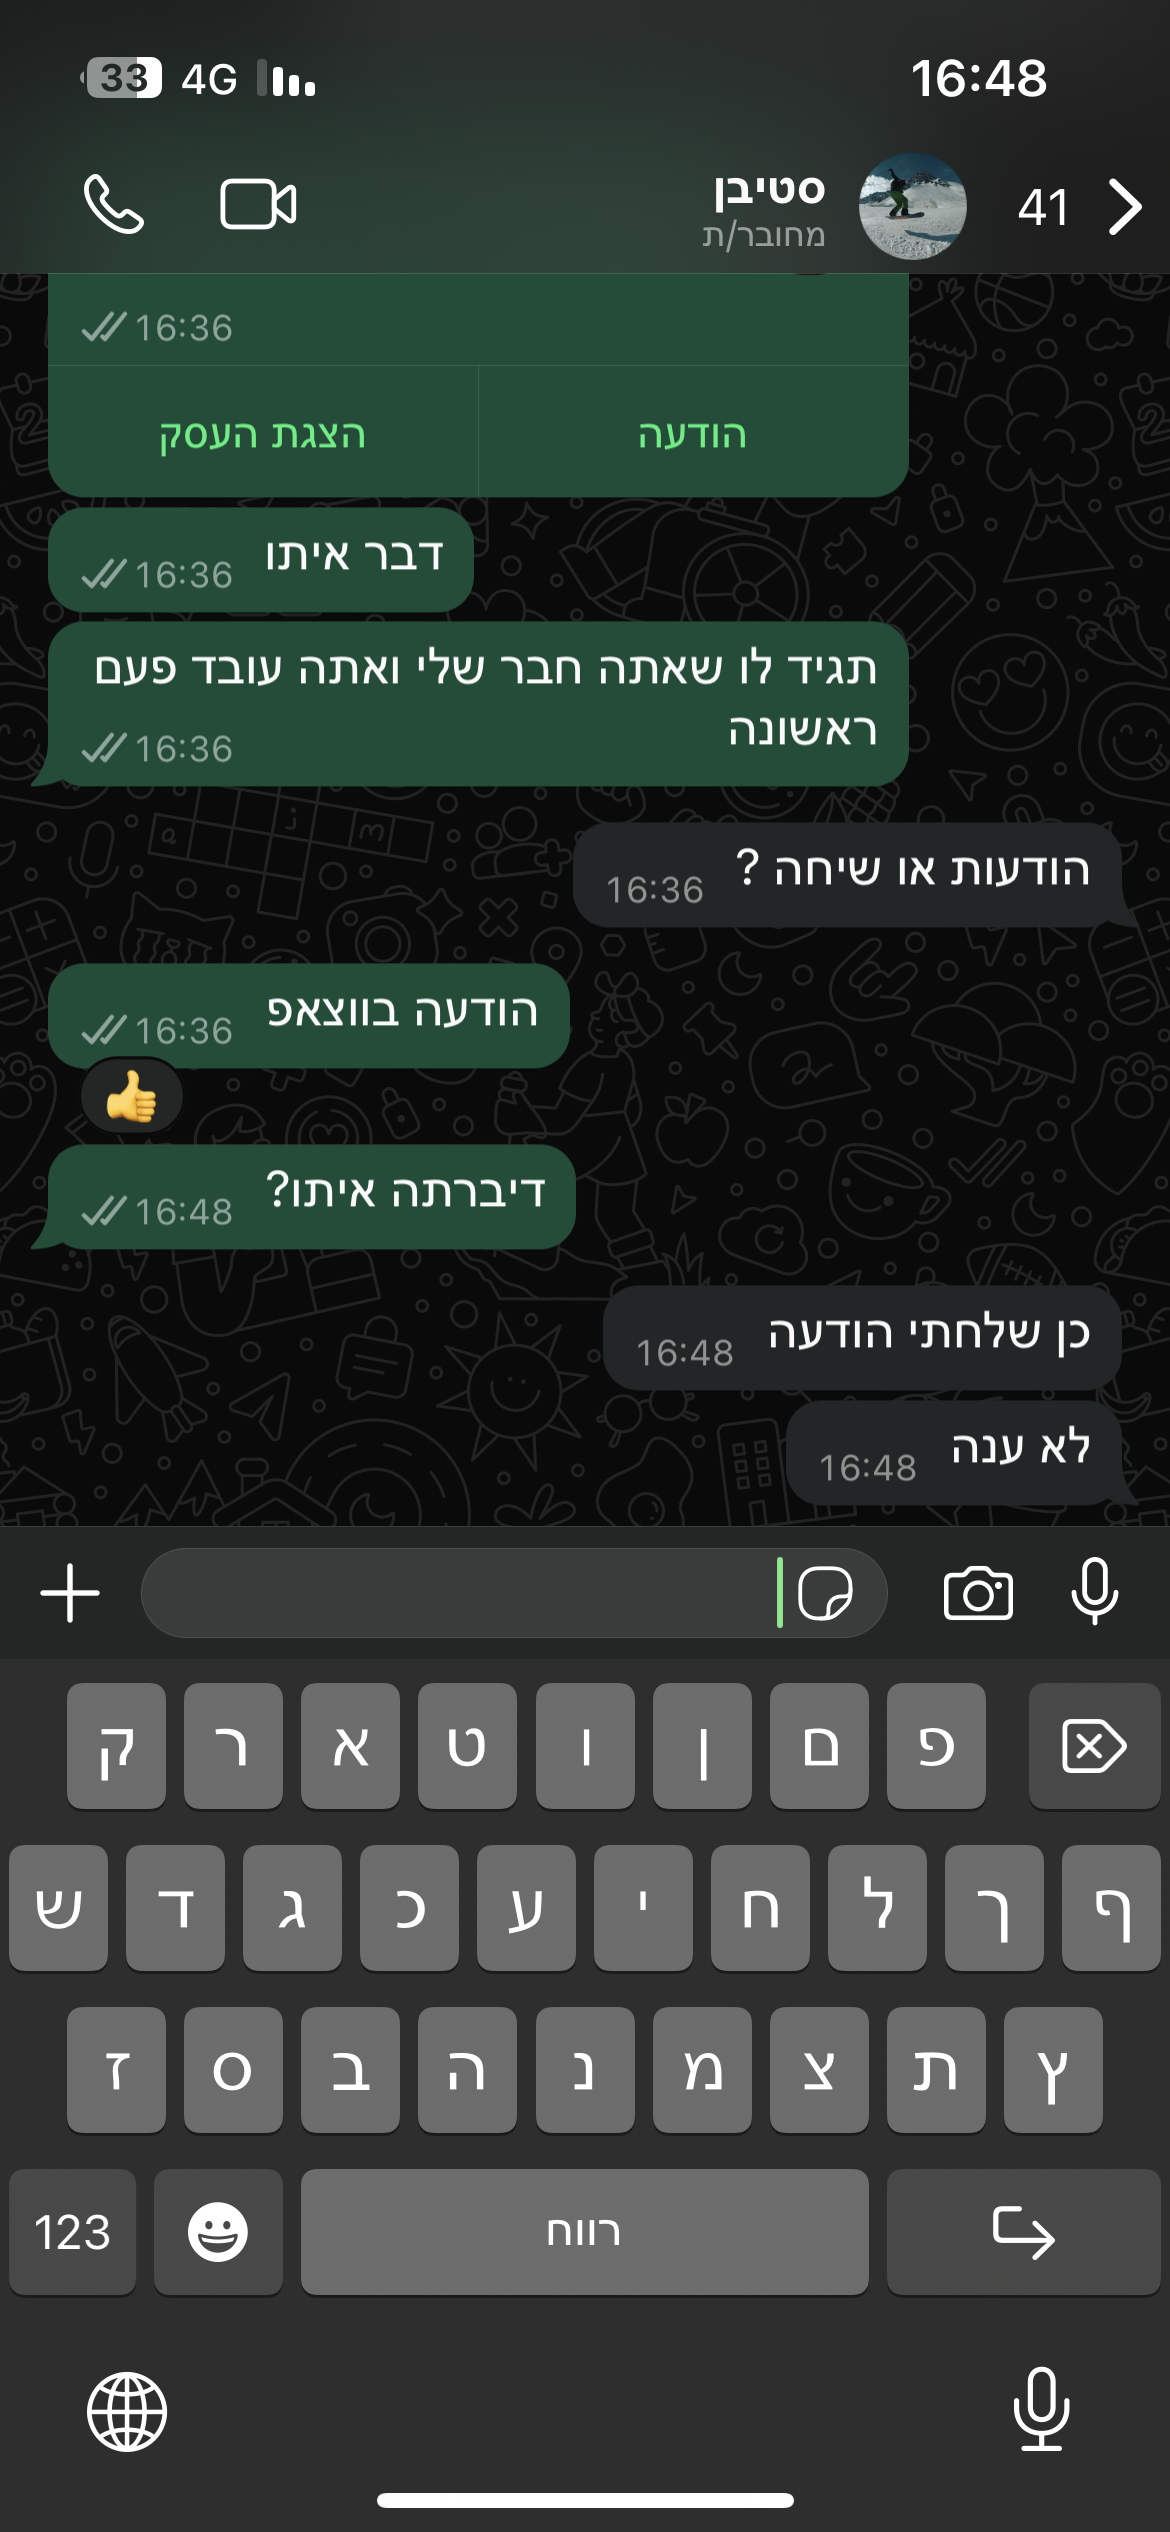 33 4G 16:48
41 סטיבן
מחובר/ת
16:36
הודעה הצגת העסק
דבר איתו 16:36
תגיד לו שאתה חבר שלי ואתה עובד פעם
ראשונה 16:36
הודעות או שיחה ? 16:36
הודעה בווצאפ 16:36
דיברתה איתו? 16:48
כן שלחתי הודעה 16:48
לא ענה 16:48
ק ר א ט ו ן ם פ
ש ד ג כ ע י ח ל ך ף
ז ס ב ה נ מ צ ת ץ
123 רווח